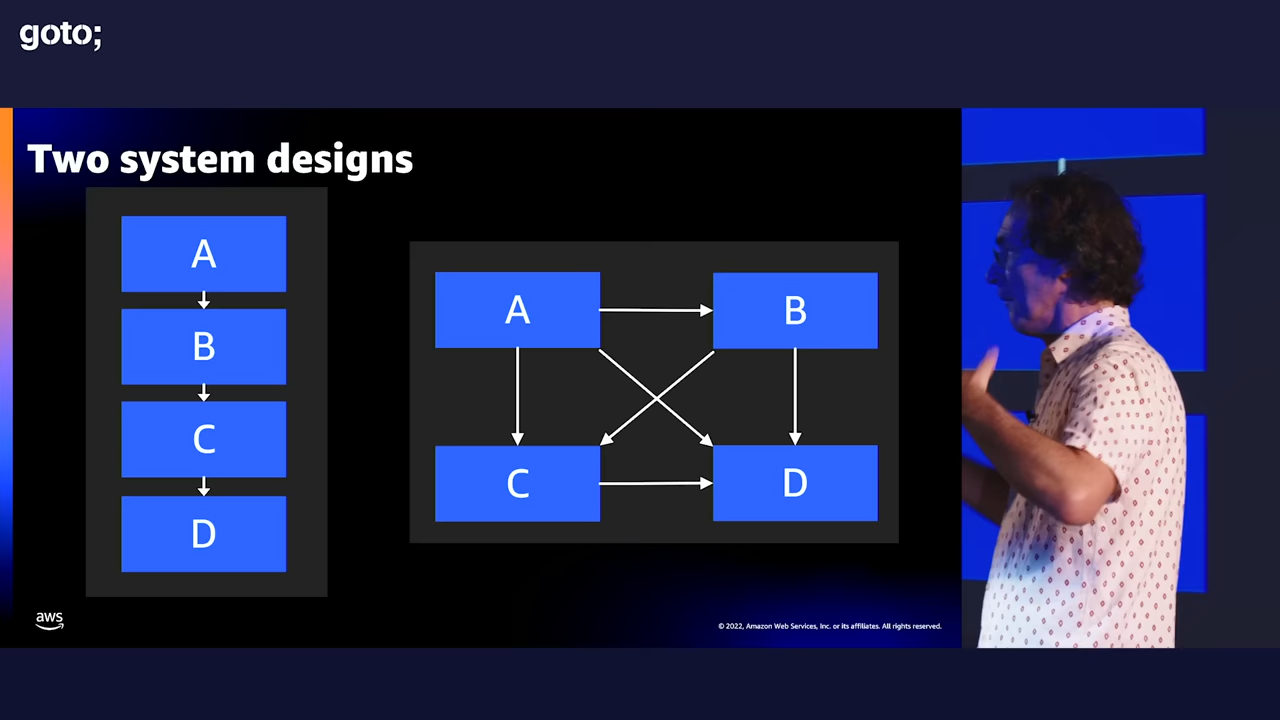 goto;
Two system designs
A
B
C
D
A
B
C
D
aws
© 2022, Amazon Web Services, Inc. or its affiliates. All rights reserved.